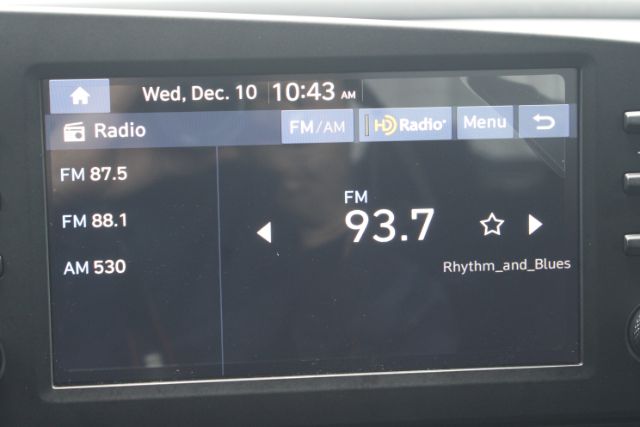 Wed, Dec. 10 10:43 AM
Radio FM/AM HD Radio Menu
FM 87.5
FM 88.1
AM 530
FM
93.7
Rhythm_and_Blues